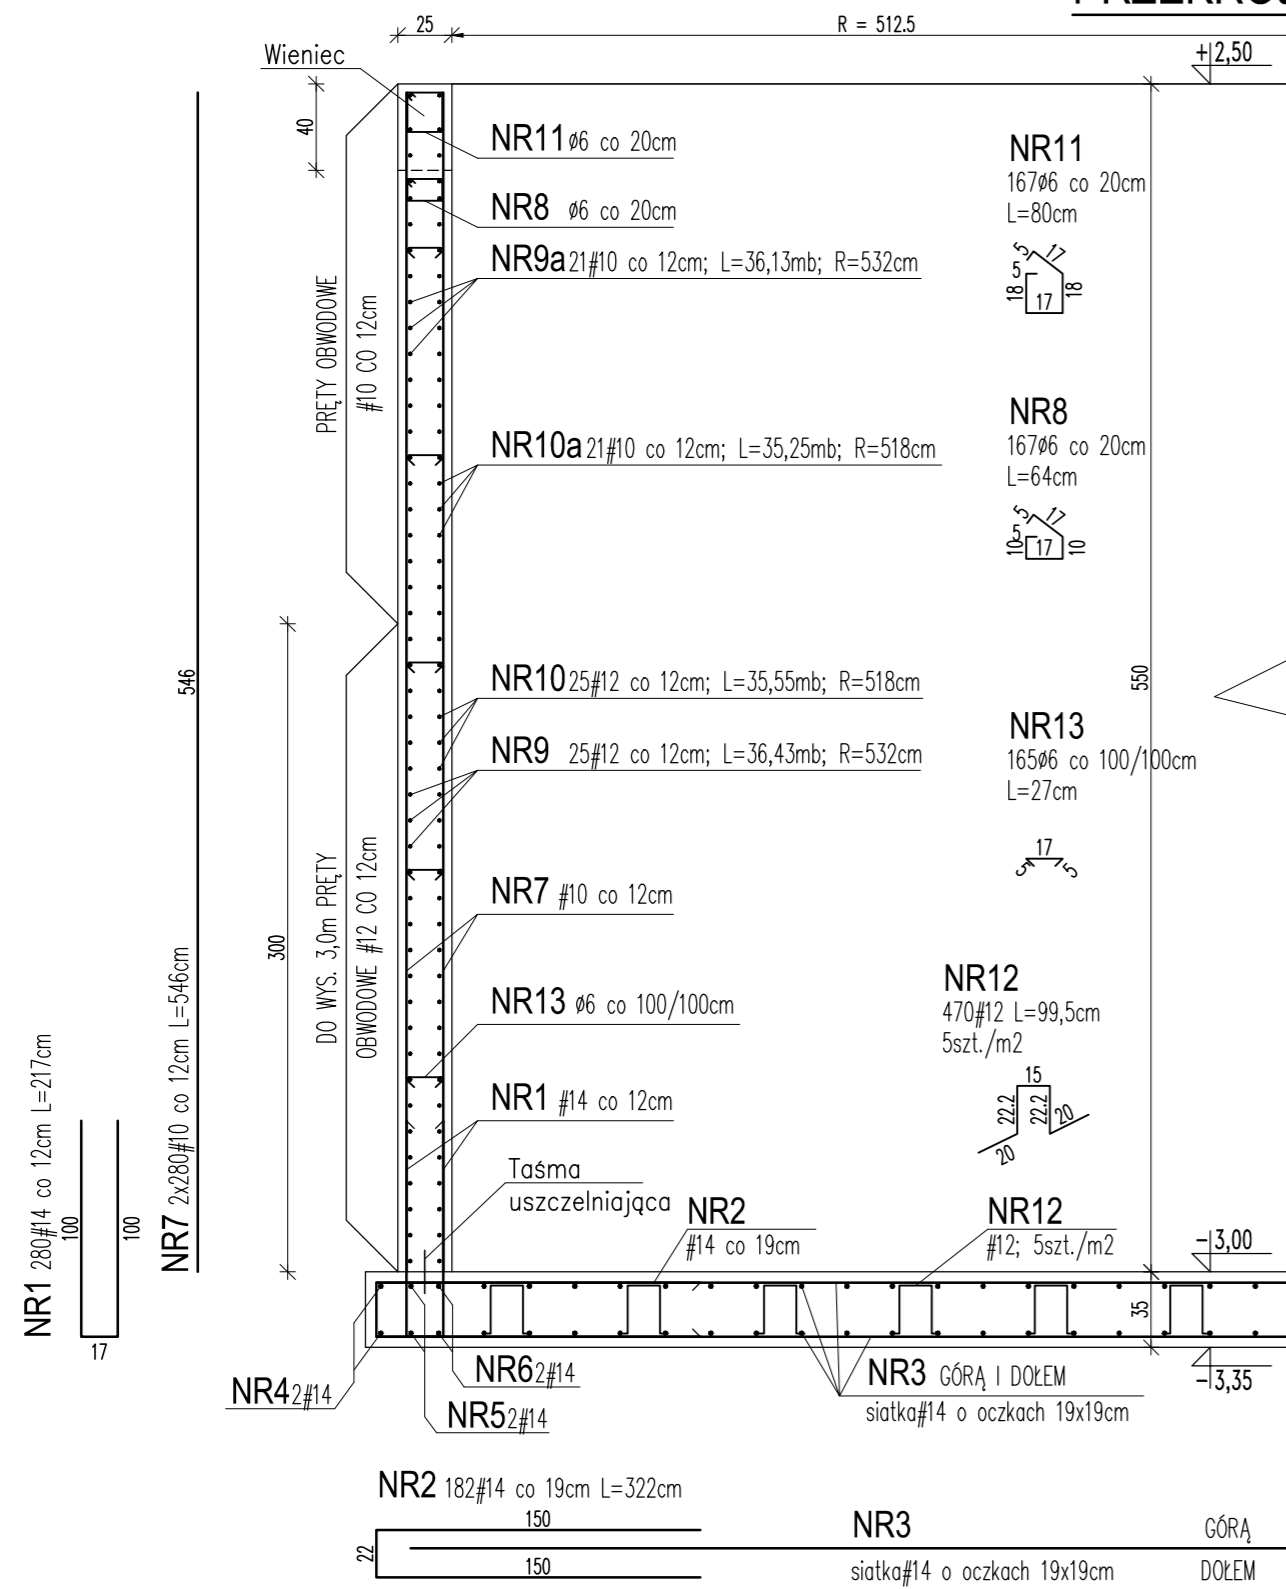 25
R = 512.5
+2,50
Wieniec
40
NR11 ø6 co 20cm
NR8 ø6 co 20cm
NR9a 21#10 co 12cm; L=36,13mb; R=532cm
PRĘTY OBWODOWE
#10 CO 12cm
NR10a 21#10 co 12cm; L=35,25mb; R=518cm
NR11
167ø6 co 20cm
L=80cm
5
17
5
18
17
18
NR8
167ø6 co 20cm
L=64cm
5
17
5
10
17
10
546
550
NR10 25#12 co 12cm; L=35,55mb; R=518cm
NR9 25#12 co 12cm; L=36,43mb; R=532cm
NR13
165ø6 co 100/100cm
L=27cm
17
5
5
300
DO WYS. 3,0m PRĘTY
OBWODOWE #12 CO 12cm
NR7 #10 co 12cm
NR13 ø6 co 100/100cm
NR1 #14 co 12cm
Taśma
uszczelniająca
NR12
470#12 L=99,5cm
5szt./m2
15
22.2
22.2
20
20
NR1 280#14 co 12cm L=217cm
100
100
17
NR7 2x280#10 co 12cm L=546cm
NR2
#14 co 19cm
NR12
#12; 5szt./m2
-3,00
35
-3,35
NR4 2#14
NR6 2#14
NR5 2#14
NR3 GÓRĄ I DOŁEM
siatka#14 o oczkach 19x19cm
NR2 182#14 co 19cm L=322cm
150
22
150
NR3 GÓRĄ
siatka#14 o oczkach 19x19cm DOŁEM